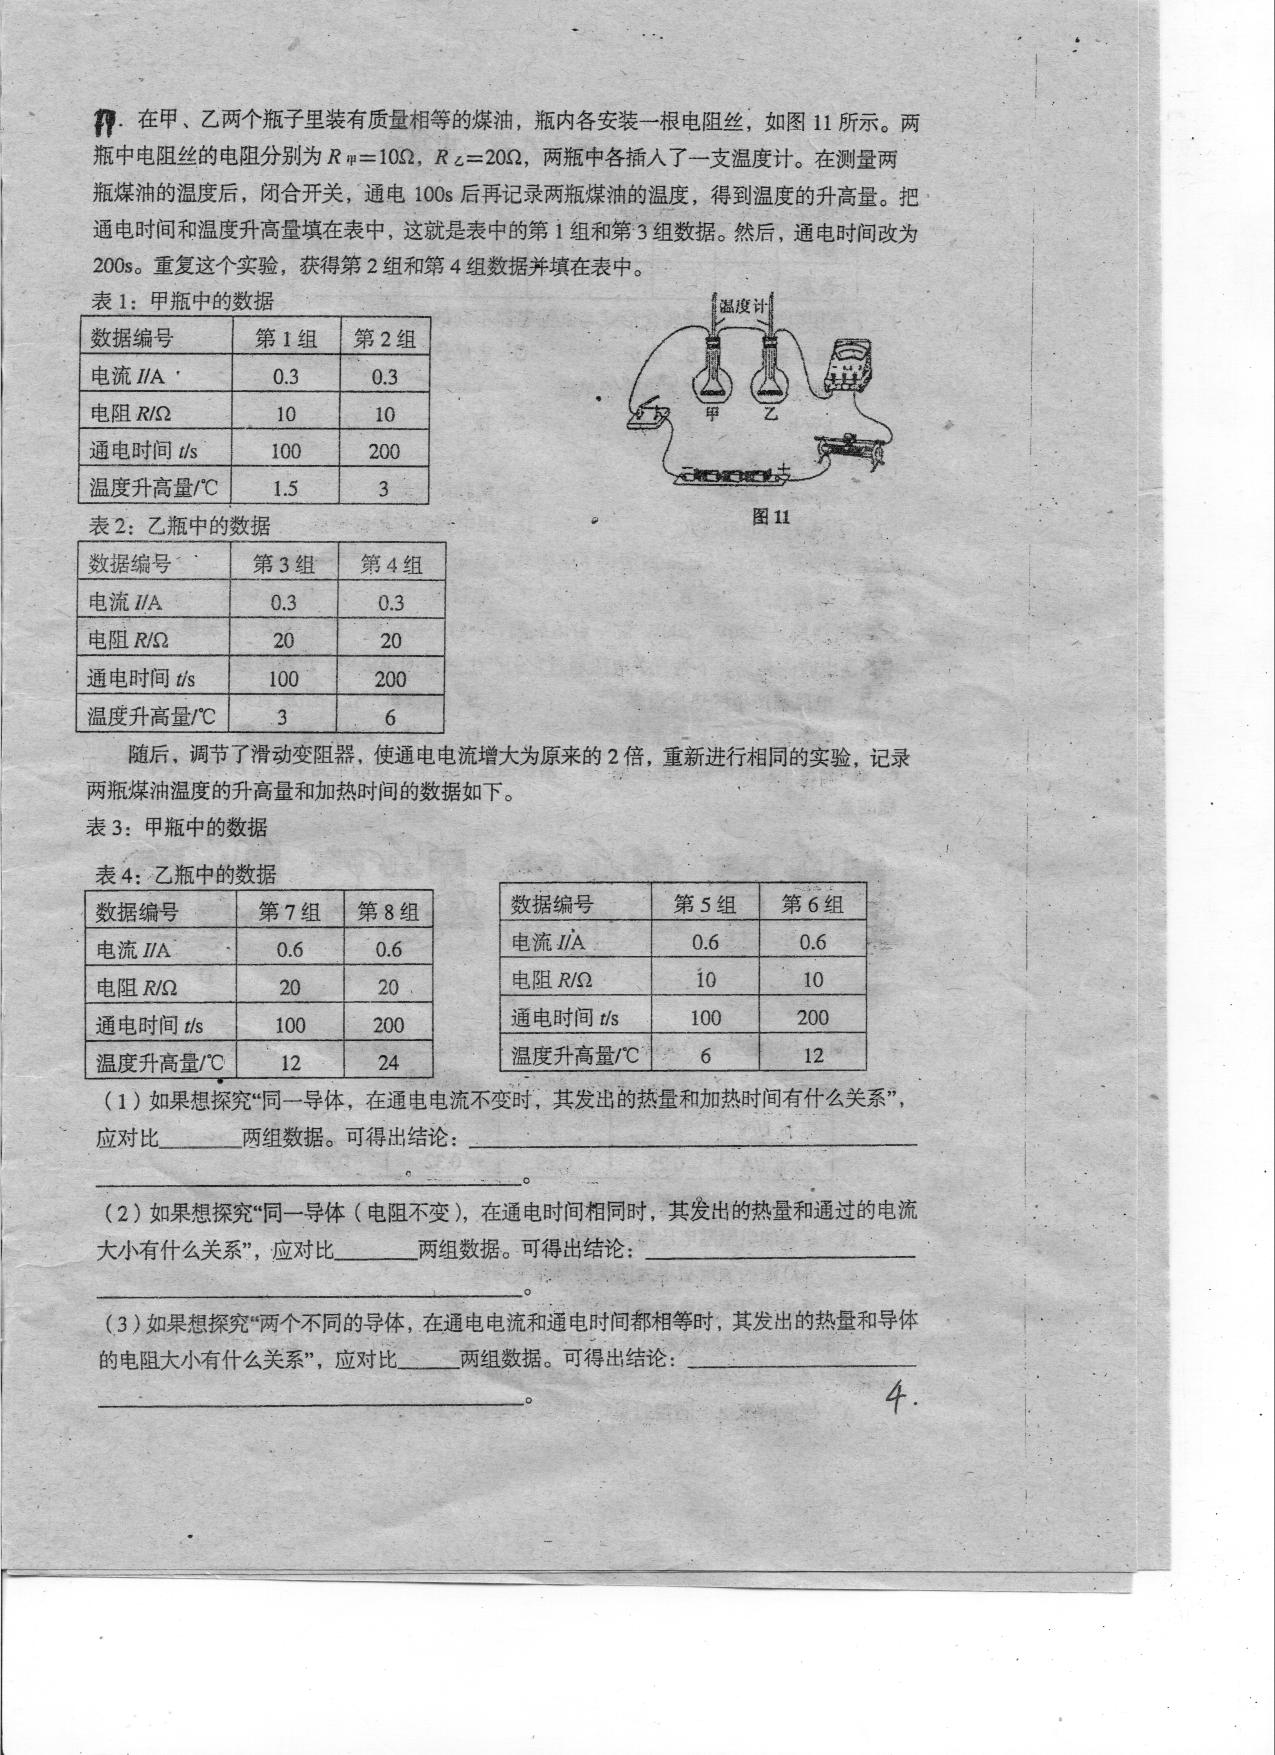 17. 在甲、乙两个瓶子里装有质量相等的煤油，瓶内各安装一根电阻丝，如图 11 所示。两
瓶中电阻丝的电阻分别为 R甲=10Ω，R乙=20Ω，两瓶中各插入了一支温度计。在测量两
瓶煤油的温度后，闭合开关，通电 100s 后再记录两瓶煤油的温度，得到温度的升高量。把
通电时间和温度升高量填在表中，这就是表中的第 1 组和第 3 组数据。然后，通电时间改为
200s。重复这个实验，获得第 2 组和第 4 组数据并填在表中。
表 1：甲瓶中的数据
数据编号 第 1 组 第 2 组
电流 I/A 0.3 0.3
电阻 R/Ω 10 10
通电时间 t/s 100 200
温度升高量/℃ 1.5 3
温度计
甲 乙
图 11
表 2：乙瓶中的数据
数据编号 第 3 组 第 4 组
电流 I/A 0.3 0.3
电阻 R/Ω 20 20
通电时间 t/s 100 200
温度升高量/℃ 3 6
随后，调节了滑动变阻器，使通电电流增大为原来的 2 倍，重新进行相同的实验，记录
两瓶煤油温度的升高量和加热时间的数据如下。
表 3：甲瓶中的数据
表 4：乙瓶中的数据
数据编号 第 7 组 第 8 组
电流 I/A 0.6 0.6
电阻 R/Ω 20 20
通电时间 t/s 100 200
温度升高量/℃ 12 24
数据编号 第 5 组 第 6 组
电流 I/A 0.6 0.6
电阻 R/Ω 10 10
通电时间 t/s 100 200
温度升高量/℃ 6 12
（1）如果想探究“同一导体，在通电电流不变时，其发出的热量和加热时间有什么关系”，
应对比______两组数据。可得出结论：______
______。
（2）如果想探究“同一导体（电阻不变），在通电时间相同时，其发出的热量和通过的电流
大小有什么关系”，应对比______两组数据。可得出结论：______
______。
（3）如果想探究“两个不同的导体，在通电电流和通电时间都相等时，其发出的热量和导体
的电阻大小有什么关系”，应对比______两组数据。可得出结论：______
______。
4.